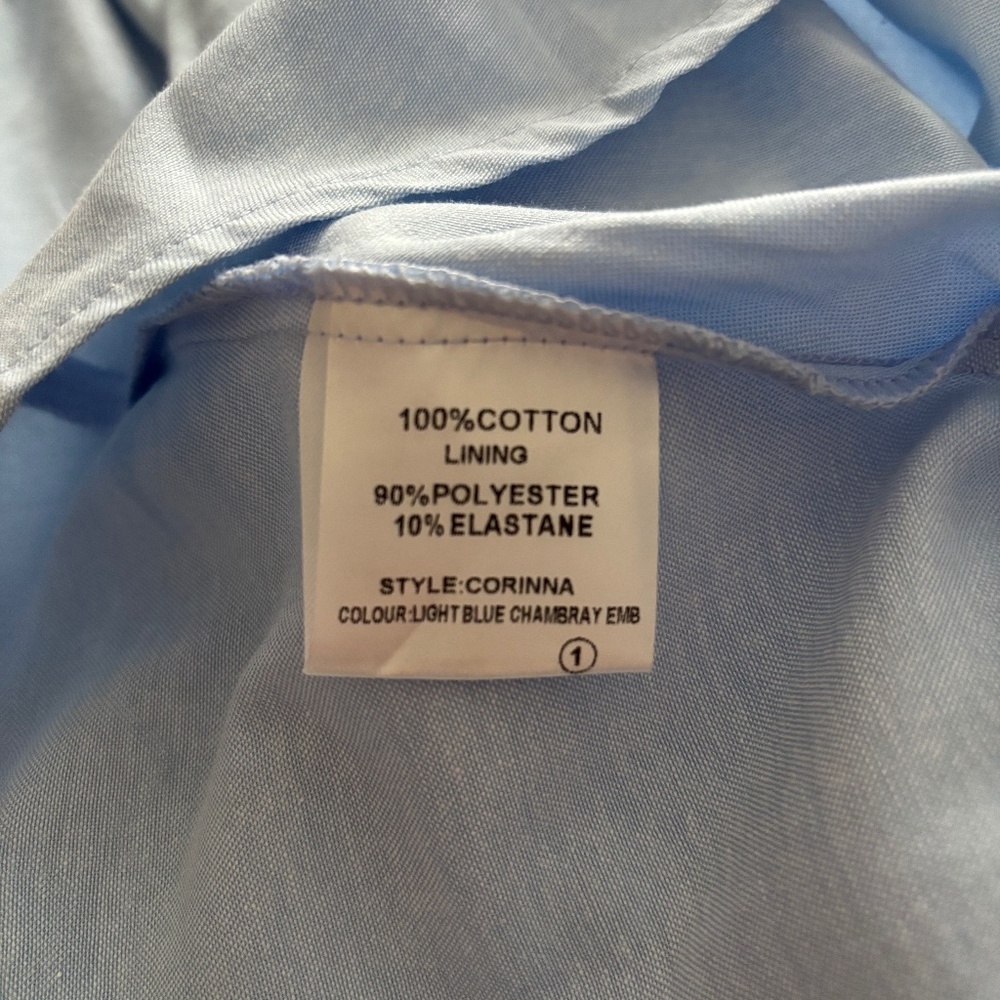 100%COTTON
LINING
90%POLYESTER
10%ELASTANE
STYLE:CORINNA
COLOUR:LIGHT BLUE CHAMBRAY EMB
1